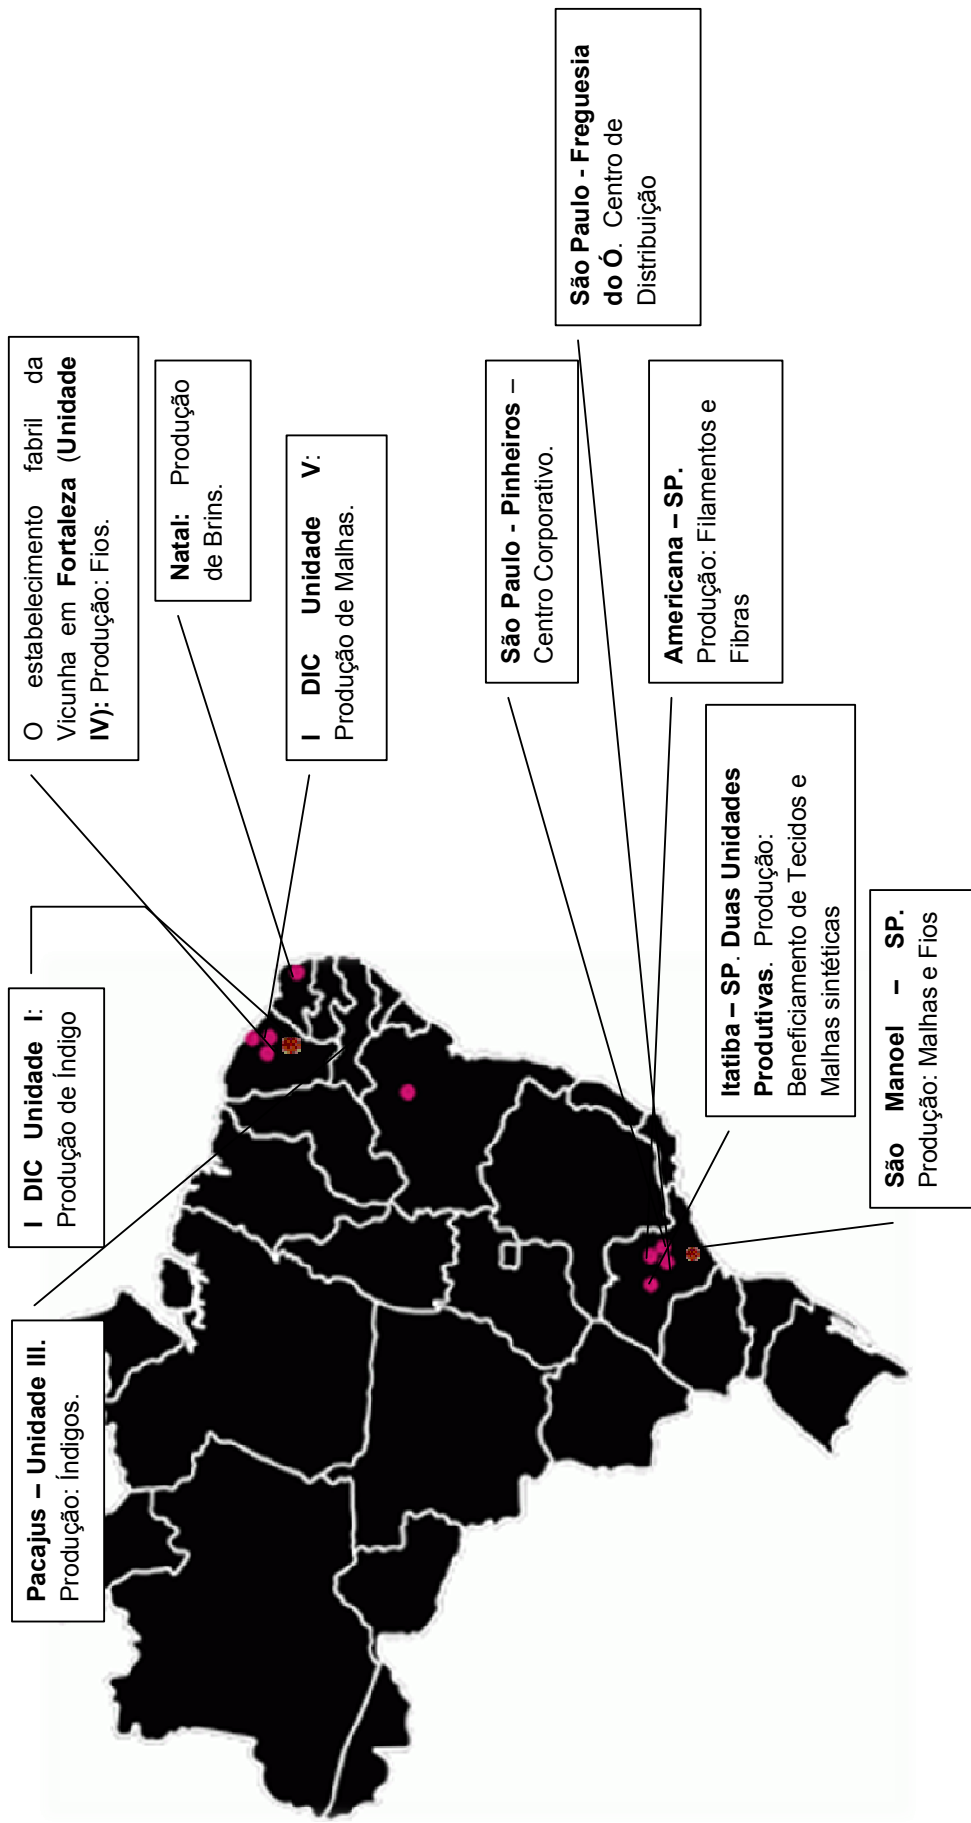 Pacajus – Unidade III.
Produção: Índigos.
I DIC Unidade I:
Produção de Índigo
O estabelecimento fabril da
Vicunha em Fortaleza (Unidade
IV): Produção: Fios.
Natal: Produção
de Brins.
I DIC Unidade V:
Produção de Malhas.
São Paulo - Pinheiros –
Centro Corporativo.
São Paulo - Freguesia
do Ó. Centro de
Distribuição
Americana – SP.
Produção: Filamentos e
Fibras
Itatiba – SP. Duas Unidades
Produtivas. Produção:
Beneficiamento de Tecidos e
Malhas sintéticas
São Manoel – SP.
Produção: Malhas e Fios